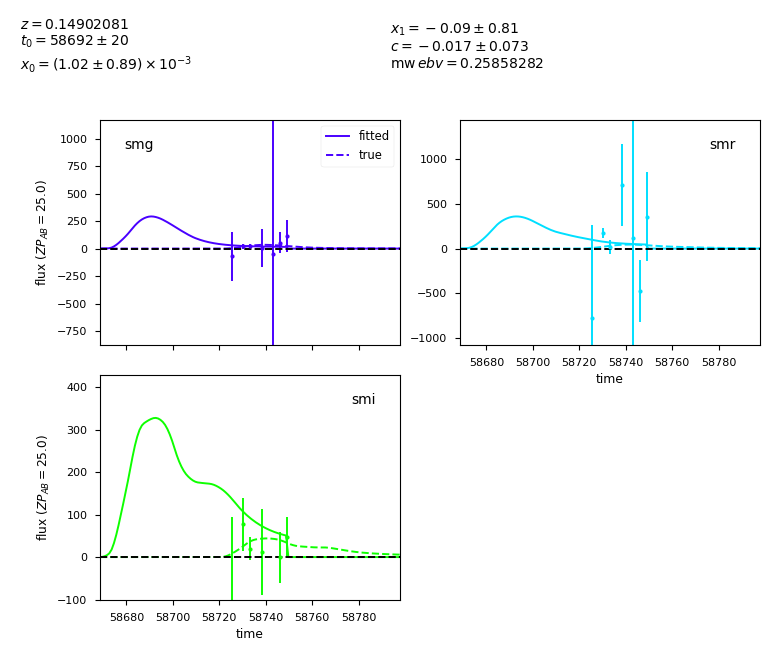 z = 0.14902081
t0 = 58692 ± 20
x0 = (1.02 ± 0.89) × 10^−3
x1 = −0.09 ± 0.81
c = −0.017 ± 0.073
mw ebv = 0.25858282
smg
fitted
true
1000
750
500
250
0
−250
−500
−750
flux (ZP_AB = 25.0)
smr
1000
500
0
−500
−1000
58680 58700 58720 58740 58760 58780
time
smi
400
300
200
100
0
−100
flux (ZP_AB = 25.0)
58680 58700 58720 58740 58760 58780
time